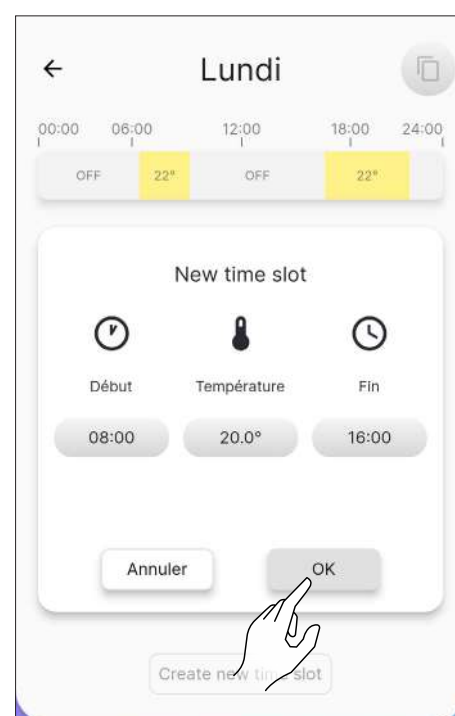 Lundi
00:00 06:00 12:00 18:00 24:00
OFF 22° OFF 22°
New time slot
Début Température Fin
08:00 20.0° 16:00
Annuler OK
Create new time slot